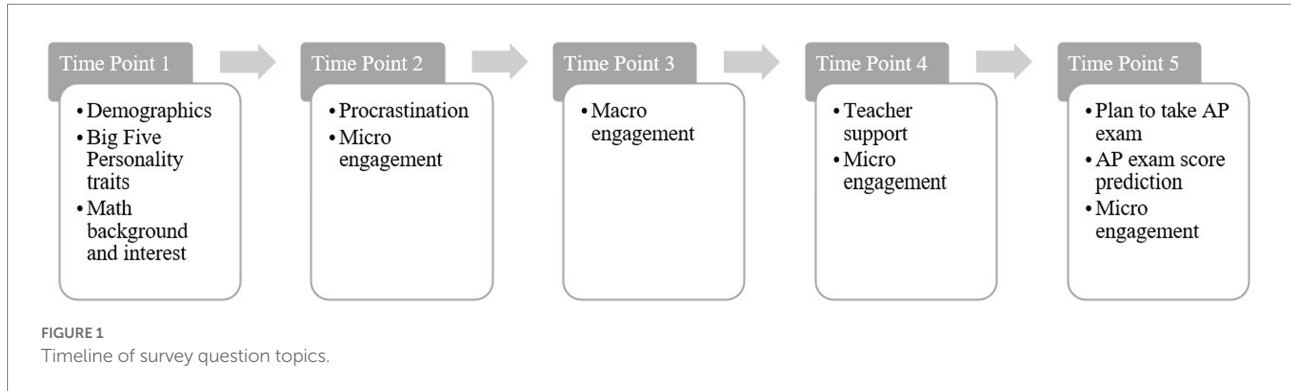 Time Point 1
• Demographics
• Big Five
Personality
traits
• Math
background
and interest
Time Point 2
• Procrastination
• Micro
engagement
Time Point 3
• Macro
engagement
Time Point 4
• Teacher
support
• Micro
engagement
Time Point 5
• Plan to take AP
exam
• AP exam score
prediction
• Micro
engagement
FIGURE 1
Timeline of survey question topics.